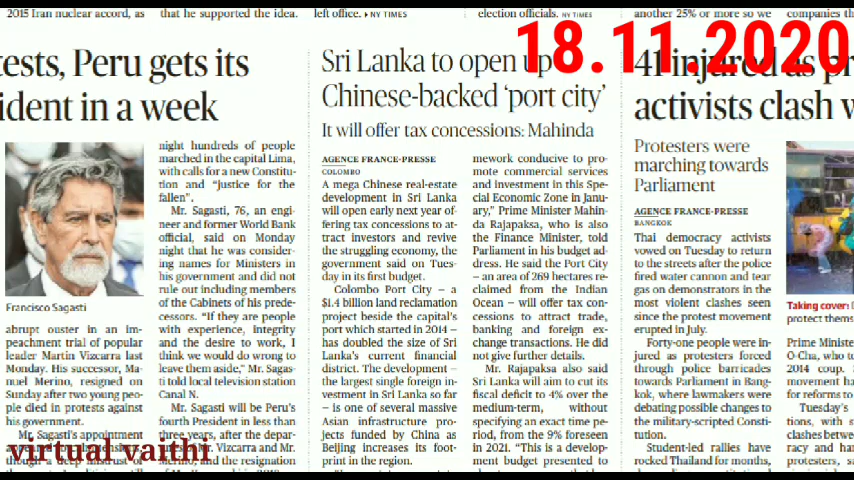 2015 Iran nuclear accord, as
that he supported the idea.
left office. ▸ NY TIMES
election officials. NY TIMES
another 25% or more so we
companies th
18.11.2020
tests, Peru gets its
ident in a week
Francisco Sagasti
abrupt ouster in an im-
peachment trial of popular
leader Martin Vizcarra last
Monday. His successor, Ma-
nuel Merino, resigned on
Sunday after two young peo-
ple died in protests against
his government.
Mr. Sagasti's appointment
night hundreds of people
marched in the capital Lima,
with calls for a new Constitu-
tion and “justice for the
fallen”.
Mr. Sagasti, 76, an engi-
neer and former World Bank
official, said on Monday
night that he was consider-
ing names for Ministers in
his government and did not
rule out including members
of the Cabinets of his prede-
cessors. “If they are people
with experience, integrity
and the desire to work, I
think we would do wrong to
leave them aside,” Mr. Sagas-
ti told local television station
Canal N.
Mr. Sagasti will be Peru's
fourth President in less than
three years, after the depar-
Mr. Vizcarra and Mr.
and the resignation
virtual vaithi
Sri Lanka to open up
Chinese-backed ‘port city’
It will offer tax concessions: Mahinda
AGENCE FRANCE-PRESSE
COLOMBO
A mega Chinese real-estate
development in Sri Lanka
will open early next year of-
fering tax concessions to at-
tract investors and revive
the struggling economy, the
government said on Tues-
day in its first budget.
Colombo Port City – a
$1.4 billion land reclamation
project beside the capital's
port which started in 2014 –
has doubled the size of Sri
Lanka's current financial
district. The development –
the largest single foreign in-
vestment in Sri Lanka so far
– is one of several massive
Asian infrastructure pro-
jects funded by China as
Beijing increases its foot-
print in the region.
mework conducive to pro-
mote commercial services
and investment in this Spe-
cial Economic Zone in Janu-
ary,” Prime Minister Mahin-
da Rajapaksa, who is also
the Finance Minister, told
Parliament in his budget ad-
dress. He said the Port City
– an area of 269 hectares re-
claimed from the Indian
Ocean – will offer tax con-
cessions to attract trade,
banking and foreign ex-
change transactions. He did
not give further details.
Mr. Rajapaksa also said
Sri Lanka will aim to cut its
fiscal deficit to 4% over the
medium-term, without
specifying an exact time pe-
riod, from the 9% foreseen
in 2021. “This is a develop-
ment budget presented to
41 injured as pr
activists clash w
Protesters were
marching towards
Parliament
AGENCE FRANCE-PRESSE
BANGKOK
Thai democracy activists
vowed on Tuesday to return
to the streets after the police
fired water cannon and tear
gas on demonstrators in the
most violent clashes seen
since the protest movement
erupted in July.
Forty-one people were in-
jured as protesters forced
through police barricades
towards Parliament in Bang-
kok, where lawmakers were
debating possible changes to
the military-scripted Consti-
tution.
Student-led rallies have
rocked Thailand for months,
Taking cover:
protect them
Prime Ministe
O-Cha, who to
2014 coup. S
movement ha
for reforms to
Tuesday's
tions, with s
clashes betwe
racy and har
protesters, s